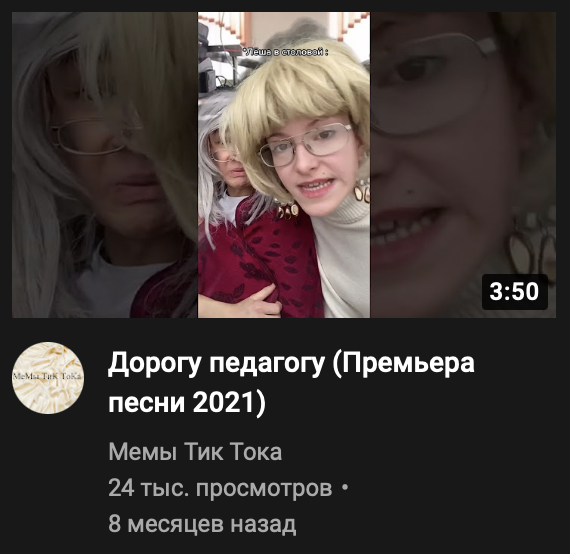 *Лёша в столовой :
3:50
МеМы ТиК ТоКа
Дорогу педагогу (Премьера
песни 2021)
Мемы Тик Тока
24 тыс. просмотров •
8 месяцев назад